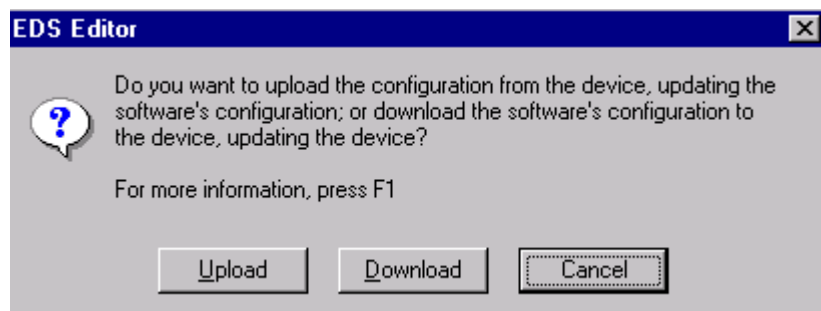 EDS Editor
Do you want to upload the configuration from the device, updating the
software's configuration; or download the software's configuration to
the device, updating the device?
For more information, press F1
Upload Download Cancel